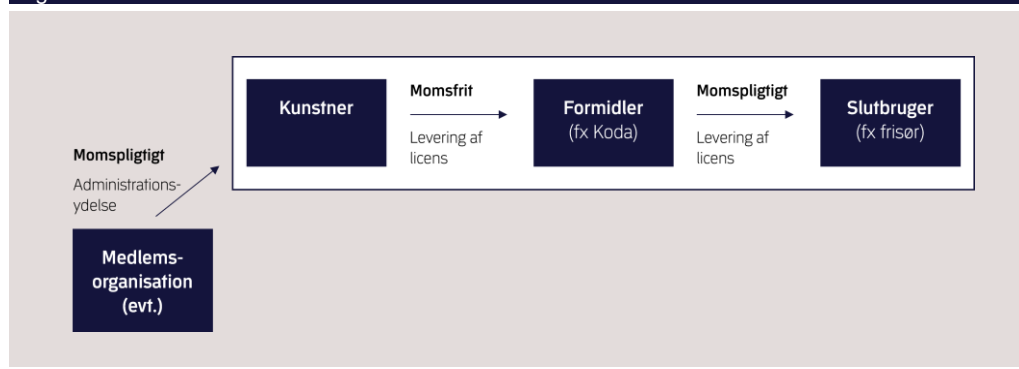 Kunstner
Momsfrit
Levering af
licens
Formidler
(fx Koda)
Momspligtigt
Levering af
licens
Slutbruger
(fx frisør)
Momspligtigt
Administrations-
ydelse
Medlems-
organisation
(evt.)